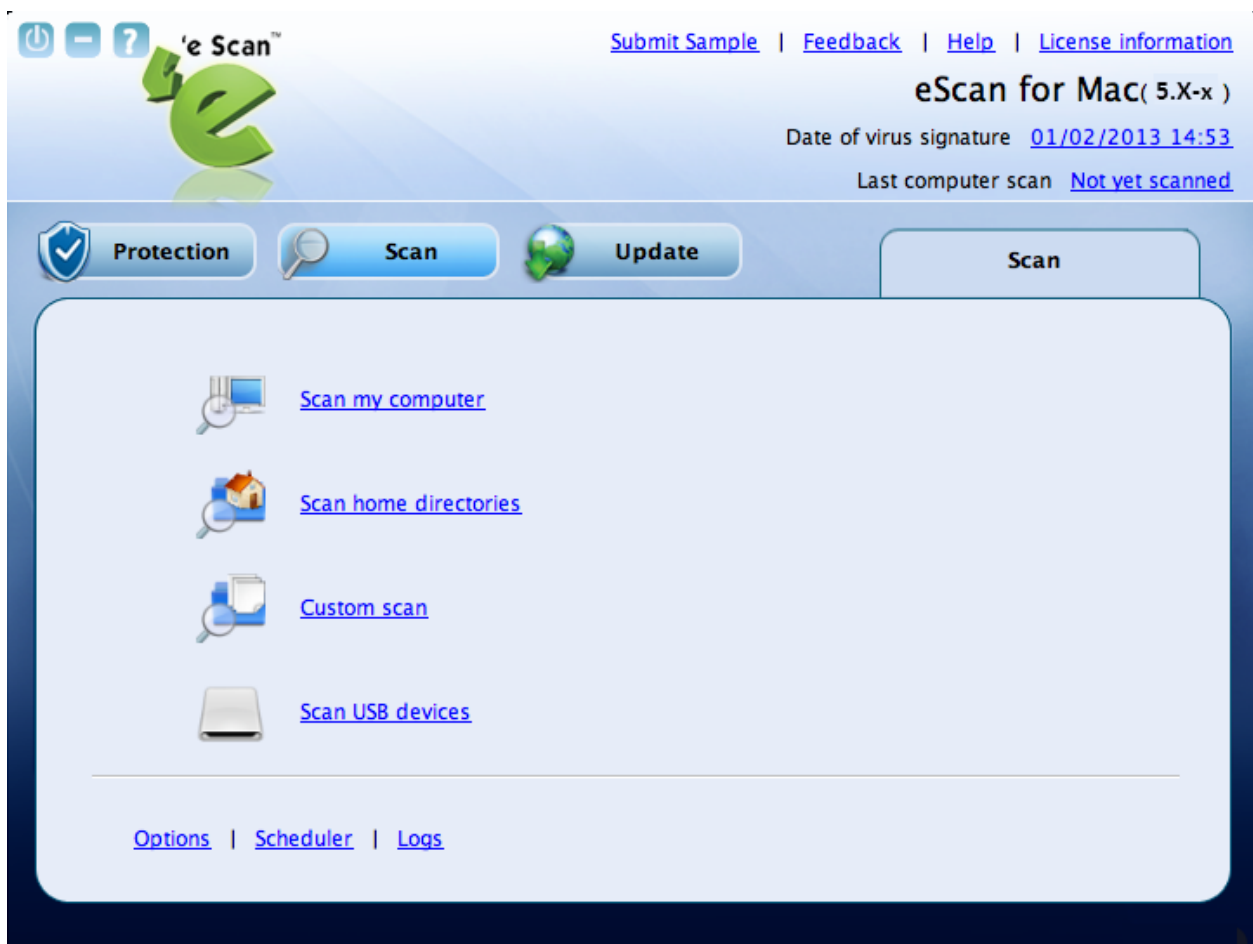 'e Scan™
Submit Sample | Feedback | Help | License information
eScan for Mac( 5.X-x )
Date of virus signature 01/02/2013 14:53
Last computer scan Not yet scanned
Protection Scan Update Scan
Scan my computer
Scan home directories
Custom scan
Scan USB devices
Options | Scheduler | Logs